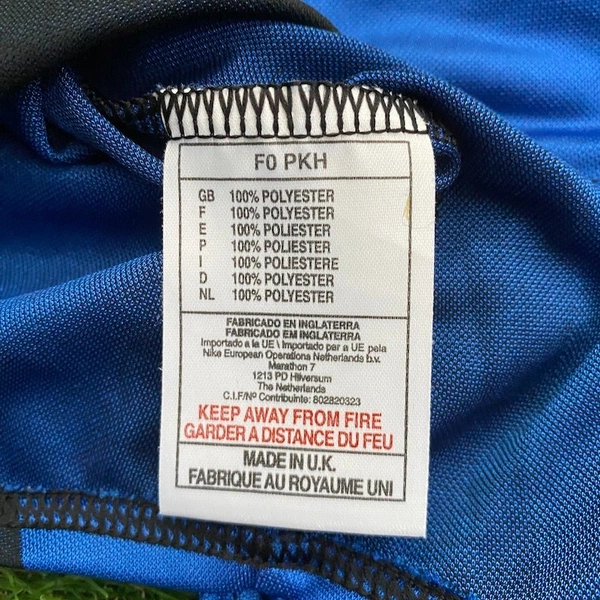 F0 PKH
GB 100% POLYESTER
F 100% POLYESTER
E 100% POLIESTER
P 100% POLIESTER
I 100% POLIESTERE
D 100% POLYESTER
NL 100% POLYESTER
FABRICADO EN INGLATERRA
FABRICADO EM INGLATERRA
Importado a la UE \ Importado par a UE pala
Nike European Operations Netherlands b.v.
Marathon 7
1213 PD Hilversum
The Netherlands
C.I.F/Nº Contribuinte: 802820323
KEEP AWAY FROM FIRE
GARDER A DISTANCE DU FEU
MADE IN U.K.
FABRIQUE AU ROYAUME UNI